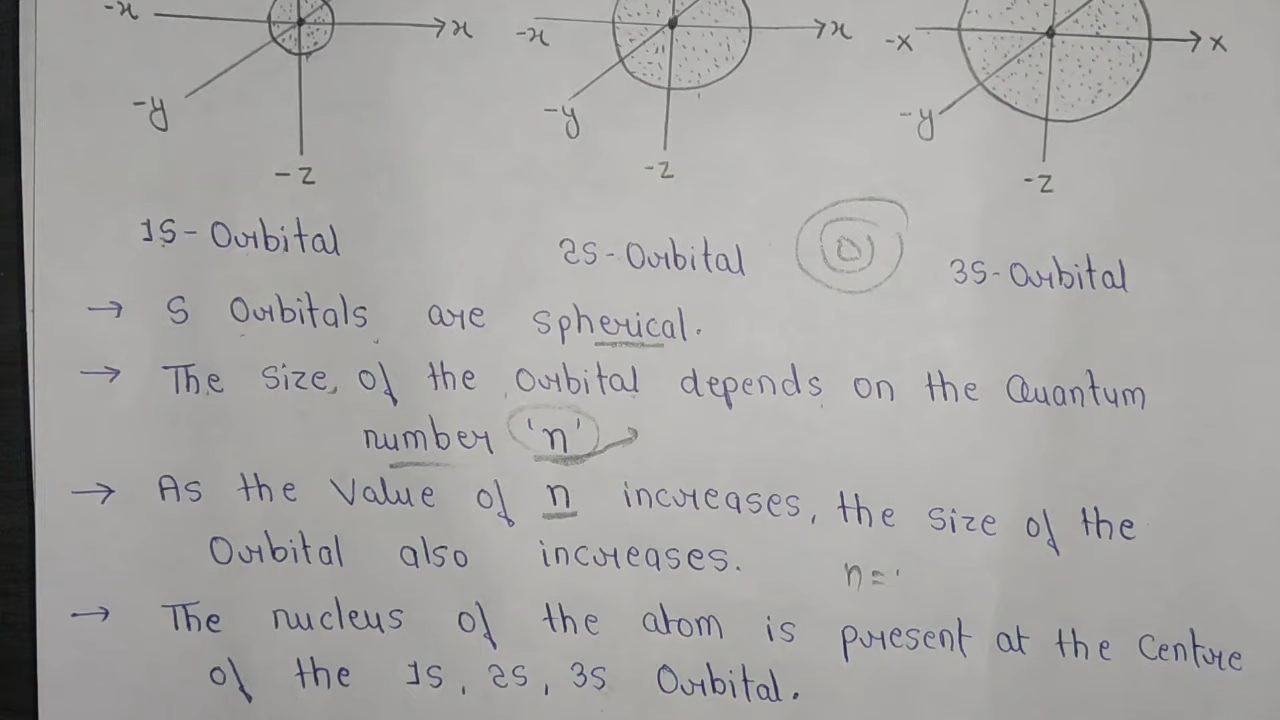 -x x -x x -x x
-y -y -y
-z -z -z
1S-Orbital 2S-Orbital 3S-Orbital
→ S Orbitals are spherical.
→ The size of the orbital depends on the Quantum
number 'n'
→ As the value of n increases, the size of the
Orbital also increases.
n=
→ The nucleus of the atom is present at the centre
of the 1S, 2S, 3S Orbital.